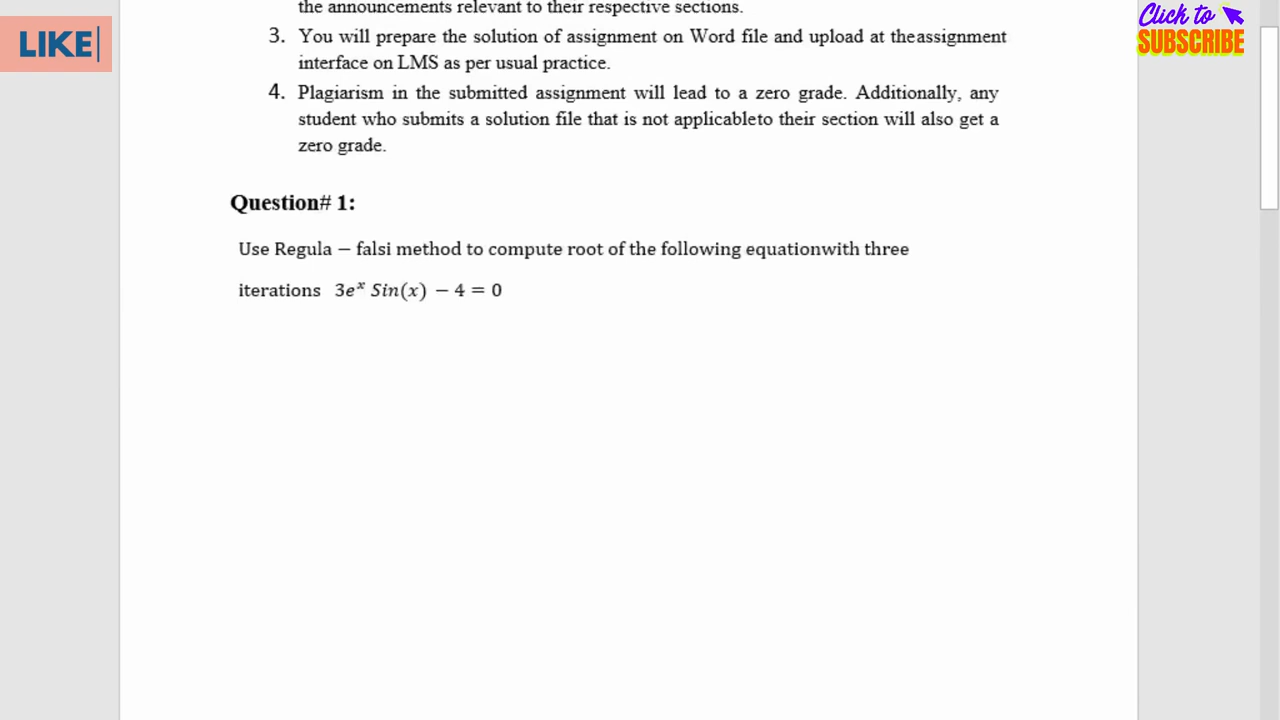 the announcements relevant to their respective sections.
LIKE
Click to
SUBSCRIBE
3. You will prepare the solution of assignment on Word file and upload at theassignment
interface on LMS as per usual practice.
4. Plagiarism in the submitted assignment will lead to a zero grade. Additionally, any
student who submits a solution file that is not applicableto their section will also get a
zero grade.
Question# 1:
Use Regula – falsi method to compute root of the following equationwith three
iterations 3eˣ Sin(x) − 4 = 0